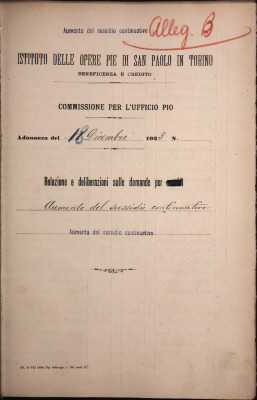 Aumento del sussidio continuativo
Alleg. B
ISTITUTO DELLE OPERE PIE DI SAN PAOLO IN TORINO
BENEFICENZA E CREDITO
COMMISSIONE PER L'UFFICIO PIO
Adunanza del 18 Dicembre 1923 N.
Relazione e deliberazioni sulle domande per
Aumento del sussidio continuativo
Aumento del sussidio continuativo